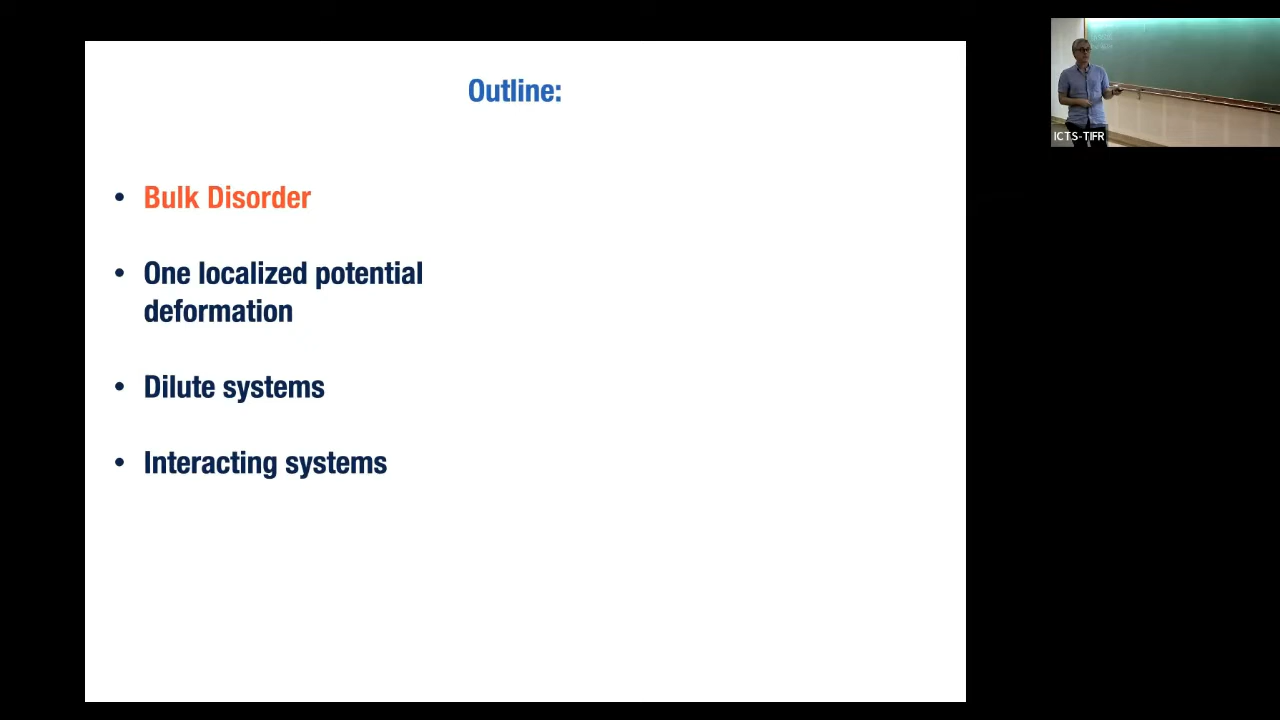 Outline:
• Bulk Disorder
• One localized potential
deformation
• Dilute systems
• Interacting systems
ICTS-TIFR